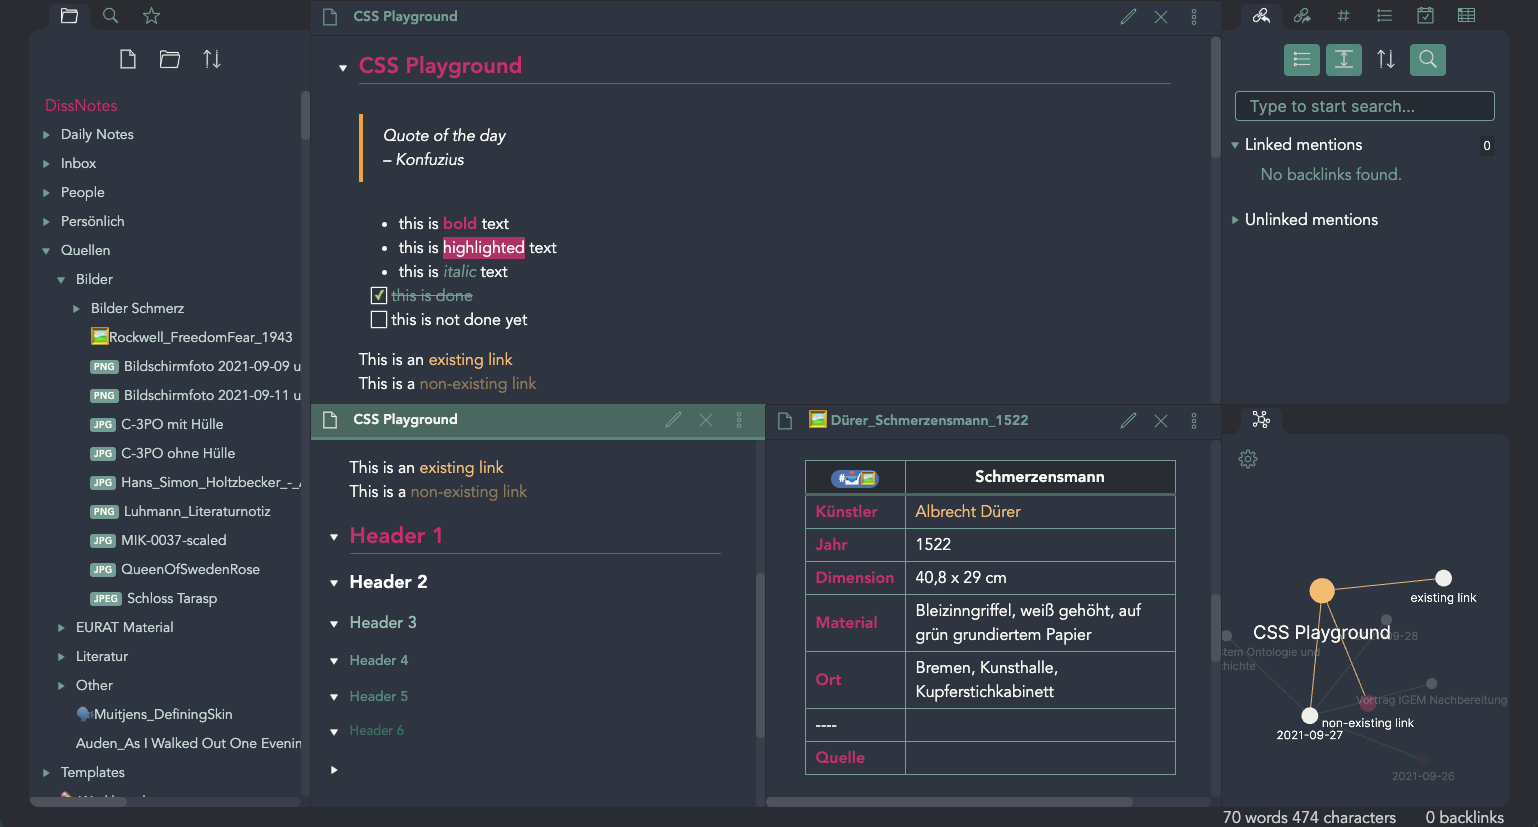 DissNotes
Daily Notes
Inbox
People
Persönlich
Quellen
Bilder
Bilder Schmerz
Rockwell_FreedomFear_1943
PNG Bildschirmfoto 2021-09-09 u
PNG Bildschirmfoto 2021-09-11 u
JPG C-3PO mit Hülle
JPG C-3PO ohne Hülle
JPG Hans_Simon_Holtzbecker_-_
PNG Luhmann_Literaturnotiz
JPG MIK-0037-scaled
JPG QueenOfSwedenRose
JPEG Schloss Tarasp
EURAT Material
Literatur
Other
Muitjens_DefiningSkin
Auden_As I Walked Out One Evenin
Templates
CSS Playground
CSS Playground
Quote of the day
– Konfuzius
• this is bold text
• this is highlighted text
• this is italic text
this is done
this is not done yet
This is an existing link
This is a non-existing link
CSS Playground
This is an existing link
This is a non-existing link
Header 1
Header 2
Header 3
Header 4
Header 5
Header 6
Dürer_Schmerzensmann_1522
# Schmerzensmann
Künstler Albrecht Dürer
Jahr 1522
Dimension 40,8 x 29 cm
Material Bleizinngriffel, weiß gehöht, auf
grün grundiertem Papier
Ort Bremen, Kunsthalle,
Kupferstichkabinett
----
Quelle
Type to start search...
Linked mentions 0
No backlinks found.
Unlinked mentions
existing link
CSS Playground
09-28
stem Ontologie und
chichte
Vortrag IGEM Nachbereitung
non-existing link
2021-09-27
2021-09-26
70 words 474 characters 0 backlinks